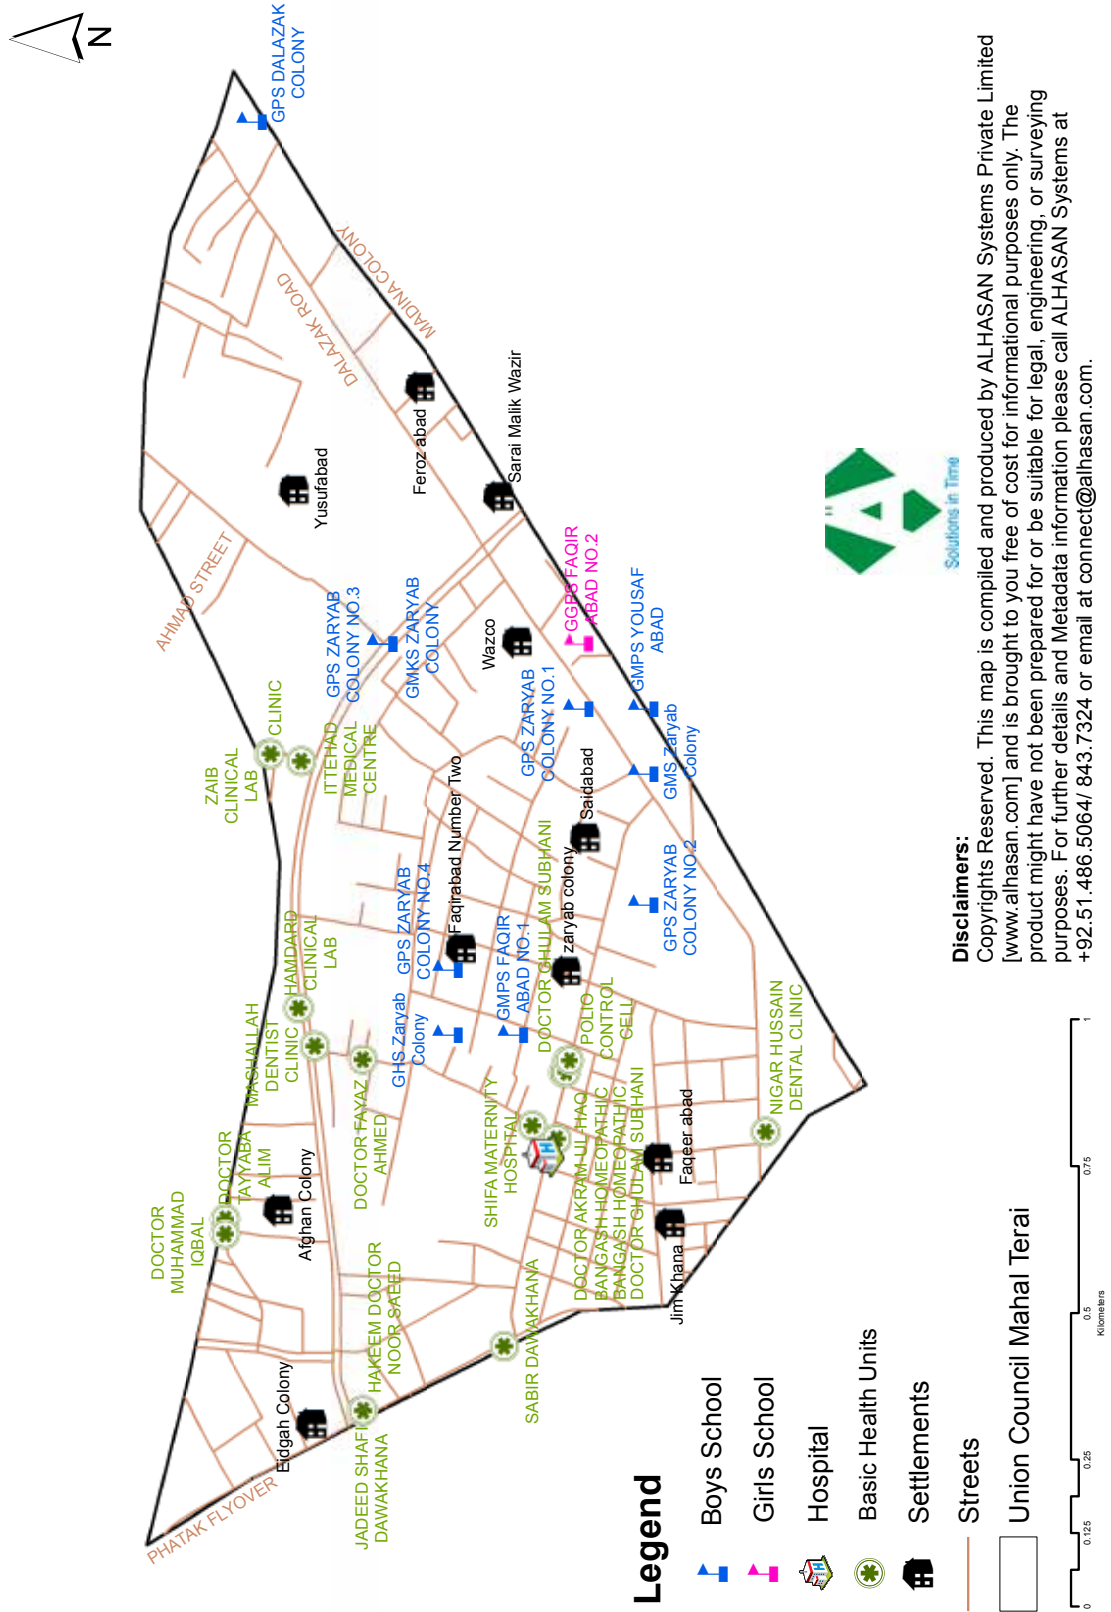 N
GPS DALAZAK
COLONY
DALAZAK ROAD
MADINA COLONY
Feroz abad
Sarai Malik Wazir
Yusufabad
AHMAD STREET
GPS ZARYAB
COLONY NO.3
GMKS ZARYAB
COLONY
Wazco
GGPS FAQIR
ABAD NO.2
GMPS YOUSAF
ABAD
GPS ZARYAB
COLONY NO.1
GMS Zaryab
Colony
CLINIC
ZAIB
CLINICAL
LAB
ITTEHAD
MEDICAL
CENTRE
Saidabad
Faqirabad Number Two
GPS ZARYAB
COLONY NO.4
GPS ZARYAB
COLONY NO.2
zaryab colony
DOCTOR GHULAM SUBHANI
GMPS FAQIR
ABAD NO.1
GHS Zaryab
Colony
HAMDARD
CLINICAL
LAB
MASHALLAH
DENTIST
CLINIC
POLIO
CONTROL
CELL
NIGAR HUSSAIN
DENTAL CLINIC
DOCTOR FAYAZ
AHMED
SHIFA MATERNITY
HOSPITAL
DOCTOR
TAYYABA
ALIM
DOCTOR
MUHAMMAD
IQBAL
Afghan Colony
DOCTOR AKRAM UL HAQ
BANGASH HOMEOPATHIC
BANGASH HOMEOPATHIC
DOCTOR GHULAM SUBHANI
Faqeer abad
Jim Khana
HAKEEM DOCTOR
NOOR SAEED
SABIR DAWAKHANA
Eidgah Colony
JADEED SHAFI
DAWAKHANA
PHATAK FLYOVER
Legend
Boys School
Girls School
Hospital
Basic Health Units
Settlements
Streets
Union Council Mahal Terai
0 0.125 0.25 0.5 0.75 1
Kilometers
Solutions in Time
Disclaimers:
Copyrights Reserved. This map is compiled and produced by ALHASAN Systems Private Limited
[www.alhasan.com] and is brought to you free of cost for informational purposes only. The
product might have not been prepared for or be suitable for legal, engineering, or surveying
purposes. For further details and Metadata information please call ALHASAN Systems at
+92.51.486.5064/ 843.7324 or email at connect@alhasan.com.